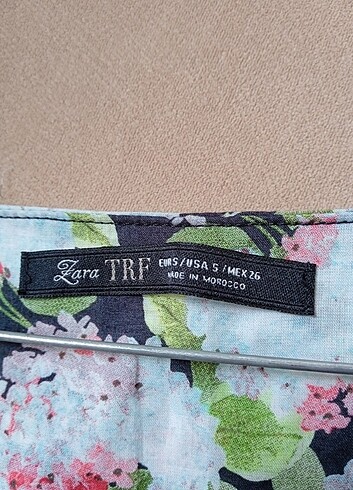 Zara TRF EUR S / USA S / MEX 26
MADE IN MOROCCO